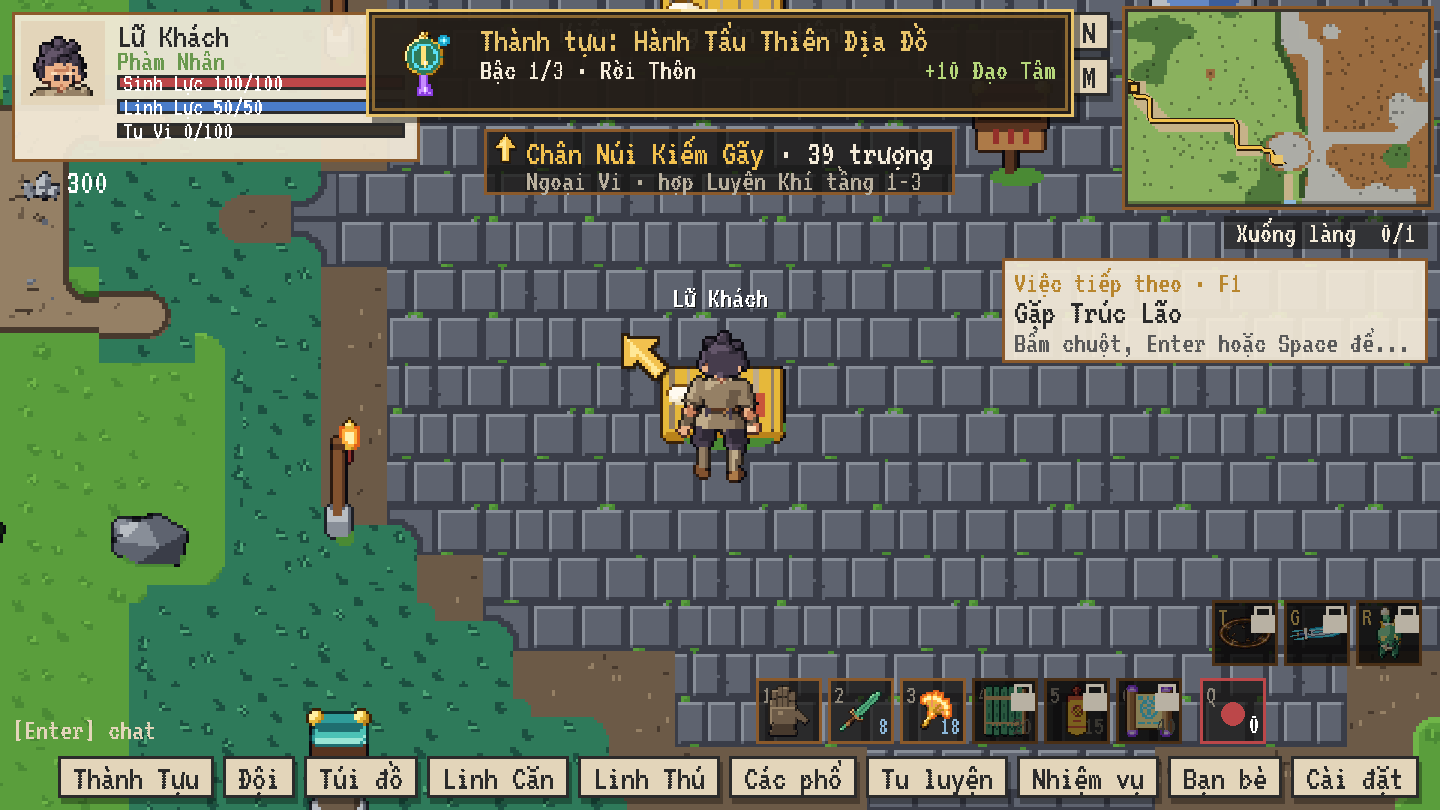 Lữ Khách
Phàm Nhân
Sinh Lực 100/100
Linh Lực 50/50
Tu Vi 0/100
300
Thành tựu: Hành Tẩu Thiên Địa Đồ
Bậc 1/3 · Rời Thôn
+10 Đạo Tâm
N
M
Chân Núi Kiếm Gãy · 39 trượng
Ngoại Vi · hợp Luyện Khí tầng 1-3
Xuống làng 0/1
Việc tiếp theo · F1
Gặp Trúc Lão
Bấm chuột, Enter hoặc Space để...
Lữ Khách
T
G
R
1
2
8
3
18
5
15
Q
0
[Enter] chat
Thành Tựu
Đội
Túi đồ
Linh Căn
Linh Thú
Các phổ
Tu luyện
Nhiệm vụ
Bạn bè
Cài đặt